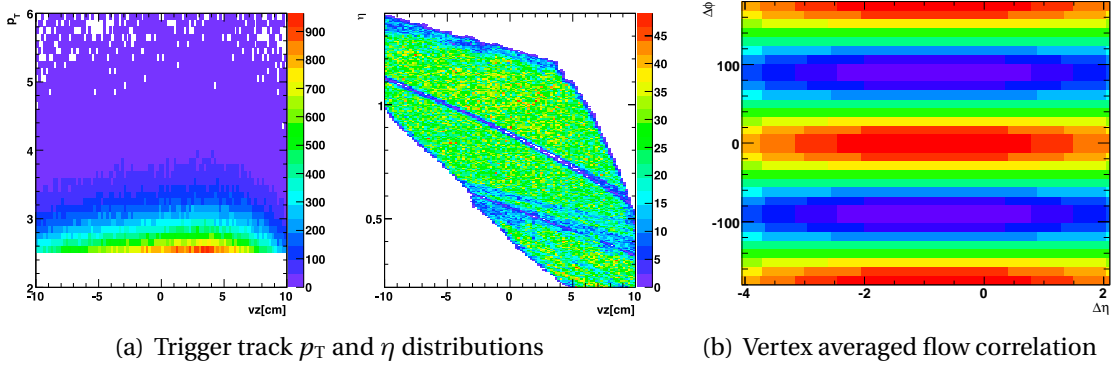 p_T
6
5
4
3
2
-10 -5 0 5 10
vz[cm]
900
800
700
600
500
400
300
200
100
0
η
1
0.5
-10 -5 0 5 10
vz[cm]
45
40
35
30
25
20
15
10
5
0
Δϕ
100
0
-100
-4 -2 0 2
Δη
(a) Trigger track p_T and η distributions
(b) Vertex averaged flow correlation